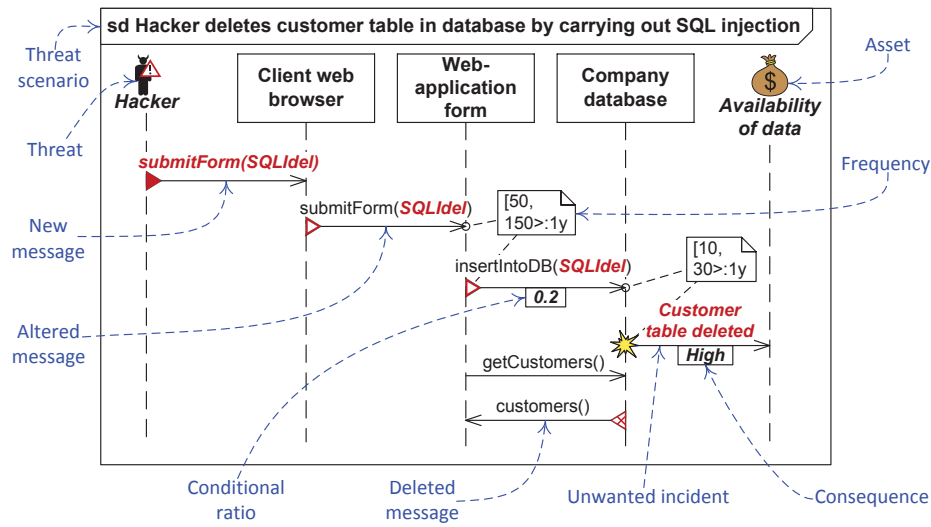 sd Hacker deletes customer table in database by carrying out SQL injection
Threat
scenario
Asset
Hacker
Client web
browser
Web-
application
form
Company
database
$
Availability
of data
Threat
submitForm(SQLIdel)
Frequency
New
message
submitForm(SQLIdel)
[50,
150>:1y
insertIntoDB(SQLIdel)
0.2
[10,
30>:1y
Altered
message
Customer
table deleted
High
getCustomers()
customers()
Conditional
ratio
Deleted
message
Unwanted incident
Consequence